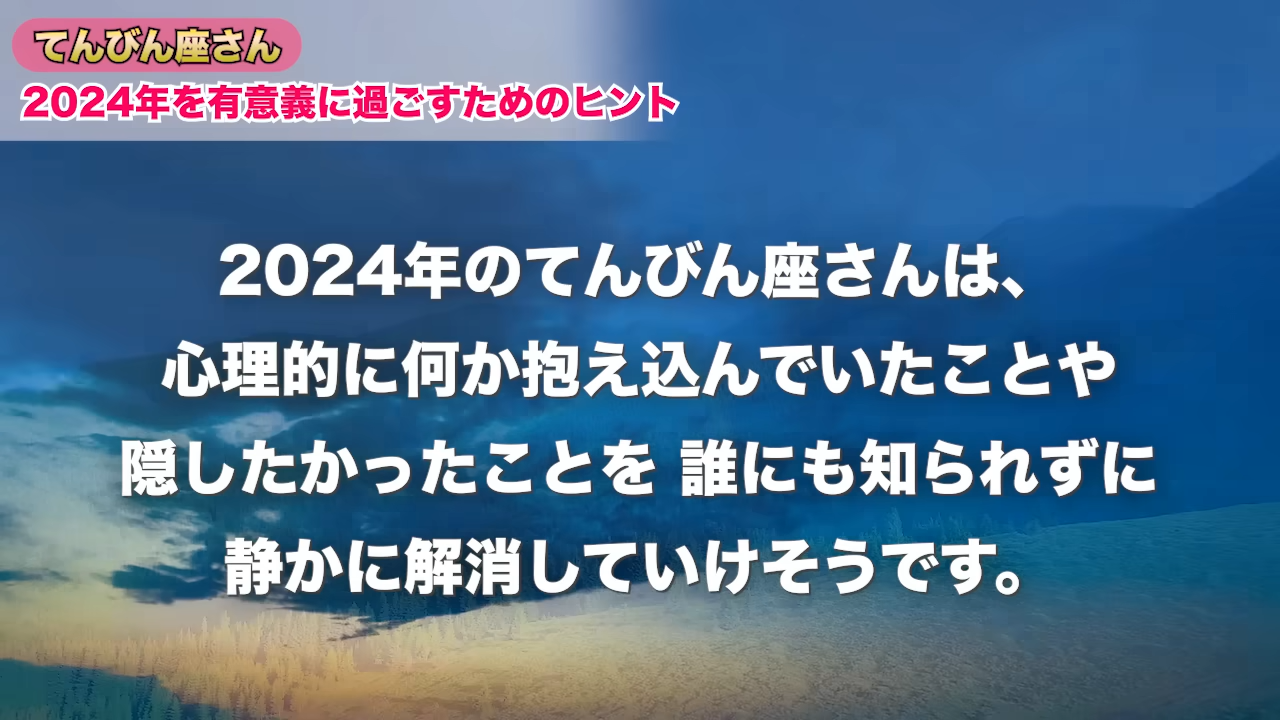 てんびん座さん
2024年を有意義に過ごすためのヒント
2024年のてんびん座さんは、
心理的に何か抱え込んでいたことや
隠したかったことを 誰にも知られずに
静かに解消していけそうです。